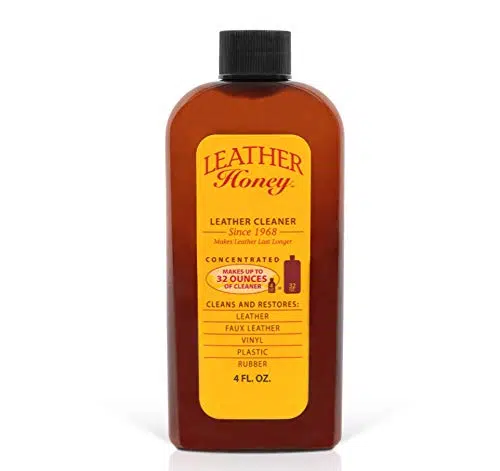 LEATHER
Honey
LEATHER CLEANER
Since 1968
Makes Leather Last Longer
CONCENTRATED
MAKES UP TO
32 OUNCES
OF CLEANER
32
CLEANS AND RESTORES:
LEATHER
FAUX LEATHER
VINYL
PLASTIC
RUBBER
4 FL. OZ.